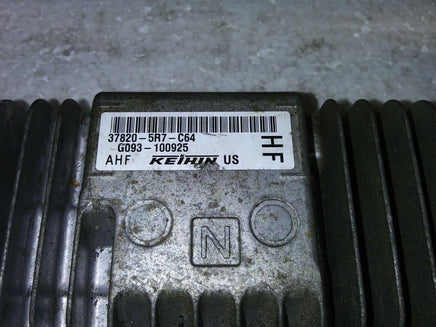 37820-5R7-C64
G093-100925
AHF KEIHIN US
HF
N